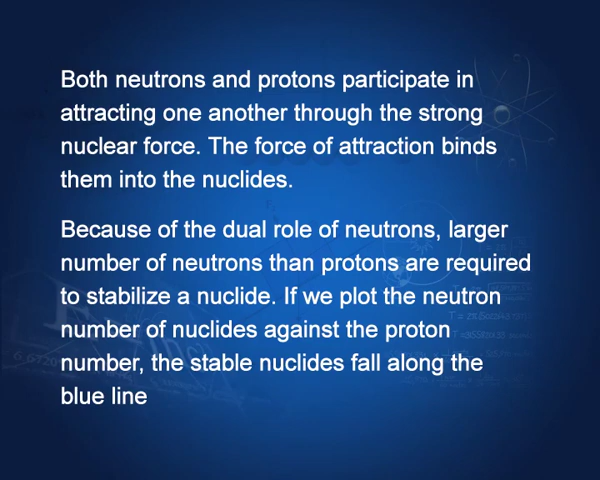 Both neutrons and protons participate in
attracting one another through the strong
nuclear force. The force of attraction binds
them into the nuclides.
Because of the dual role of neutrons, larger
number of neutrons than protons are required
to stabilize a nuclide. If we plot the neutron
number of nuclides against the proton
number, the stable nuclides fall along the
blue line